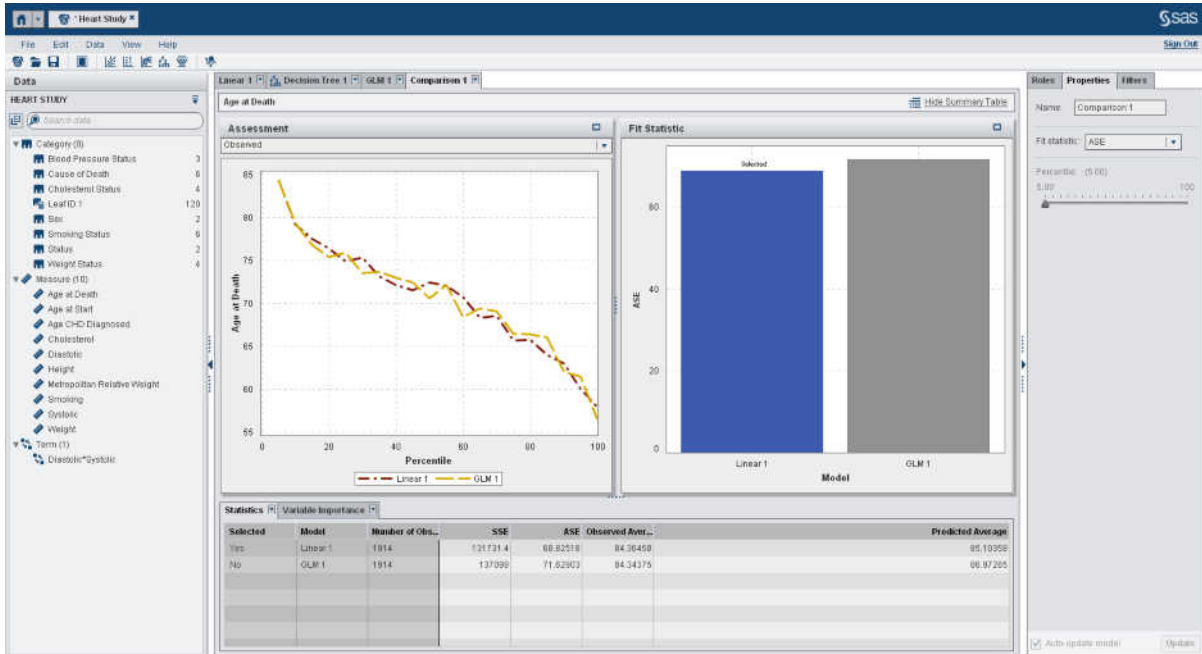 * Heart Study ×
sas
File Edit Data View Help
Sign Out
Data
HEART STUDY
Search data
Category (8)
Blood Pressure Status 3
Cause of Death 6
Cholesterol Status 4
Leaf ID 1 120
Sex 2
Smoking Status 6
Status 2
Weight Status 4
Measure (10)
Age at Death
Age at Start
Age CHD Diagnosed
Cholesterol
Diastolic
Height
Metropolitan Relative Weight
Smoking
Systolic
Weight
Term (1)
Diastolic*Systolic
Linear 1 Decision Tree 1 GLM 1 Comparison 1
Age at Death
Hide Summary Table
Assessment
Observed
85
80
75
70
65
60
55
Age at Death
0 20 40 60 80 100
Percentile
Linear 1 GLM 1
Fit Statistic
Selected
60
40
20
0
ASE
Linear 1 GLM 1
Model
Statistics Variable Importance
Selected Model Number of Obs... SSE ASE Observed Aver... Predicted Average
Yes Linear 1 1914 131731.4 68.82518 84.36458 85.10358
No GLM 1 1914 137099 71.62903 84.34375
Roles Properties Filters
Name: Comparison 1
Fit statistic: ASE
Percentile: (5.00)
5.00 100
Auto-update model Update